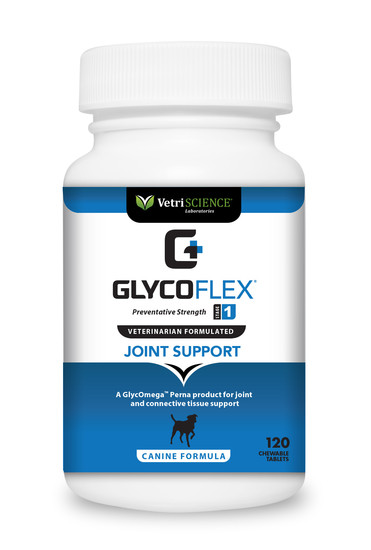 VetriSCIENCE®
Laboratories
G+
GLYCOFLEX®
Preventative Strength STAGE 1
VETERINARIAN FORMULATED
JOINT SUPPORT
A GlycOmega™ Perna product for joint
and connective tissue support
120
CHEWABLE
TABLETS
CANINE FORMULA